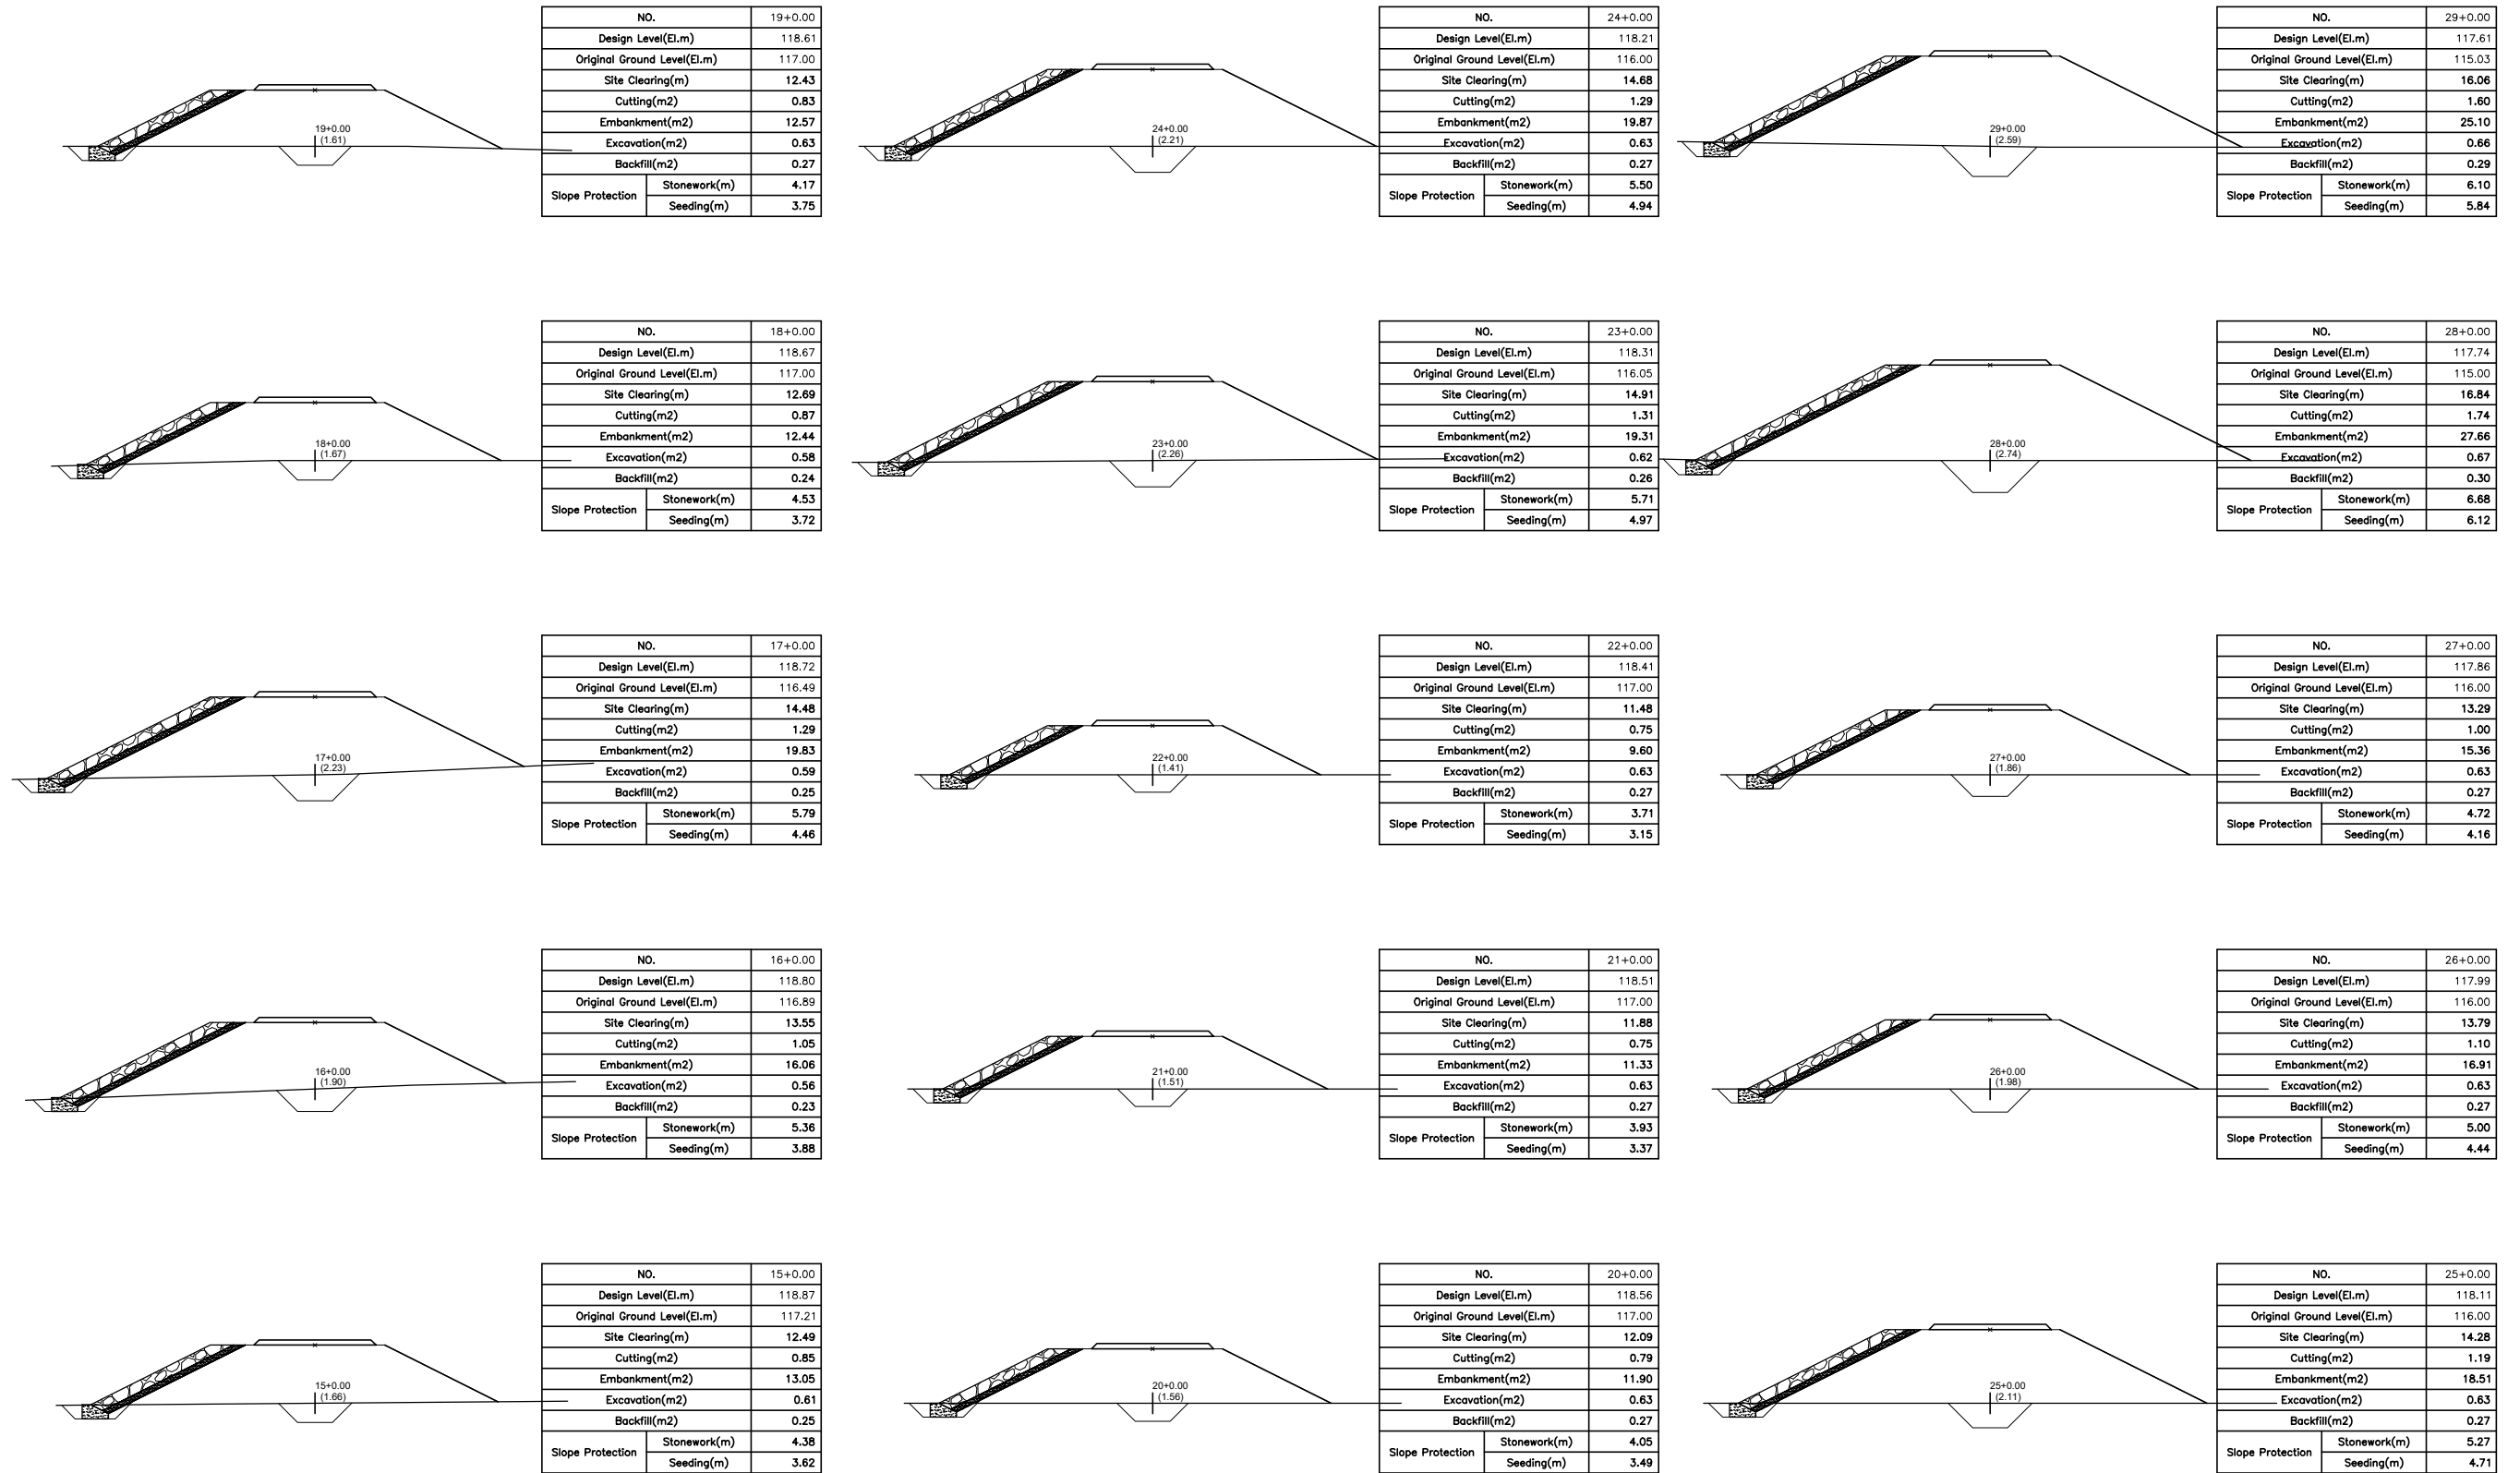 19+0.00
(1.61)
NO. 19+0.00
Design Level(El.m) 118.61
Original Ground Level(El.m) 117.00
Site Clearing(m) 12.43
Cutting(m2) 0.83
Embankment(m2) 12.57
Excavation(m2) 0.63
Backfill(m2) 0.27
Slope Protection Stonework(m) 4.17
Seeding(m) 3.75
24+0.00
(2.21)
NO. 24+0.00
Design Level(El.m) 118.21
Original Ground Level(El.m) 116.00
Site Clearing(m) 14.68
Cutting(m2) 1.29
Embankment(m2) 19.87
Excavation(m2) 0.63
Backfill(m2) 0.27
Slope Protection Stonework(m) 5.50
Seeding(m) 4.94
29+0.00
(2.59)
NO. 29+0.00
Design Level(El.m) 117.61
Original Ground Level(El.m) 115.03
Site Clearing(m) 16.06
Cutting(m2) 1.60
Embankment(m2) 25.10
Excavation(m2) 0.66
Backfill(m2) 0.29
Slope Protection Stonework(m) 6.10
Seeding(m) 5.84
18+0.00
(1.67)
NO. 18+0.00
Design Level(El.m) 118.67
Original Ground Level(El.m) 117.00
Site Clearing(m) 12.69
Cutting(m2) 0.87
Embankment(m2) 12.44
Excavation(m2) 0.58
Backfill(m2) 0.24
Slope Protection Stonework(m) 4.53
Seeding(m) 3.72
23+0.00
(2.26)
NO. 23+0.00
Design Level(El.m) 118.31
Original Ground Level(El.m) 116.05
Site Clearing(m) 14.91
Cutting(m2) 1.31
Embankment(m2) 19.31
Excavation(m2) 0.62
Backfill(m2) 0.26
Slope Protection Stonework(m) 5.71
Seeding(m) 4.97
28+0.00
(2.74)
NO. 28+0.00
Design Level(El.m) 117.74
Original Ground Level(El.m) 115.00
Site Clearing(m) 16.84
Cutting(m2) 1.74
Embankment(m2) 27.66
Excavation(m2) 0.67
Backfill(m2) 0.30
Slope Protection Stonework(m) 6.68
Seeding(m) 6.12
17+0.00
(2.23)
NO. 17+0.00
Design Level(El.m) 118.72
Original Ground Level(El.m) 116.49
Site Clearing(m) 14.48
Cutting(m2) 1.29
Embankment(m2) 19.83
Excavation(m2) 0.59
Backfill(m2) 0.25
Slope Protection Stonework(m) 5.79
Seeding(m) 4.46
22+0.00
(1.41)
NO. 22+0.00
Design Level(El.m) 118.41
Original Ground Level(El.m) 117.00
Site Clearing(m) 11.48
Cutting(m2) 0.75
Embankment(m2) 9.60
Excavation(m2) 0.63
Backfill(m2) 0.27
Slope Protection Stonework(m) 3.71
Seeding(m) 3.15
27+0.00
(1.86)
NO. 27+0.00
Design Level(El.m) 117.86
Original Ground Level(El.m) 116.00
Site Clearing(m) 13.29
Cutting(m2) 1.00
Embankment(m2) 15.36
Excavation(m2) 0.63
Backfill(m2) 0.27
Slope Protection Stonework(m) 4.72
Seeding(m) 4.16
16+0.00
(1.90)
NO. 16+0.00
Design Level(El.m) 118.80
Original Ground Level(El.m) 116.89
Site Clearing(m) 13.55
Cutting(m2) 1.05
Embankment(m2) 16.06
Excavation(m2) 0.56
Backfill(m2) 0.23
Slope Protection Stonework(m) 5.36
Seeding(m) 3.88
21+0.00
(1.51)
NO. 21+0.00
Design Level(El.m) 118.51
Original Ground Level(El.m) 117.00
Site Clearing(m) 11.88
Cutting(m2) 0.75
Embankment(m2) 11.33
Excavation(m2) 0.63
Backfill(m2) 0.27
Slope Protection Stonework(m) 3.93
Seeding(m) 3.37
26+0.00
(1.98)
NO. 26+0.00
Design Level(El.m) 117.99
Original Ground Level(El.m) 116.00
Site Clearing(m) 13.79
Cutting(m2) 1.10
Embankment(m2) 16.91
Excavation(m2) 0.63
Backfill(m2) 0.27
Slope Protection Stonework(m) 5.00
Seeding(m) 4.44
15+0.00
(1.66)
NO. 15+0.00
Design Level(El.m) 118.87
Original Ground Level(El.m) 117.21
Site Clearing(m) 12.49
Cutting(m2) 0.85
Embankment(m2) 13.05
Excavation(m2) 0.61
Backfill(m2) 0.25
Slope Protection Stonework(m) 4.38
Seeding(m) 3.62
20+0.00
(1.56)
NO. 20+0.00
Design Level(El.m) 118.56
Original Ground Level(El.m) 117.00
Site Clearing(m) 12.09
Cutting(m2) 0.79
Embankment(m2) 11.90
Excavation(m2) 0.63
Backfill(m2) 0.27
Slope Protection Stonework(m) 4.05
Seeding(m) 3.49
25+0.00
(2.11)
NO. 25+0.00
Design Level(El.m) 118.11
Original Ground Level(El.m) 116.00
Site Clearing(m) 14.28
Cutting(m2) 1.19
Embankment(m2) 18.51
Excavation(m2) 0.63
Backfill(m2) 0.27
Slope Protection Stonework(m) 5.27
Seeding(m) 4.71